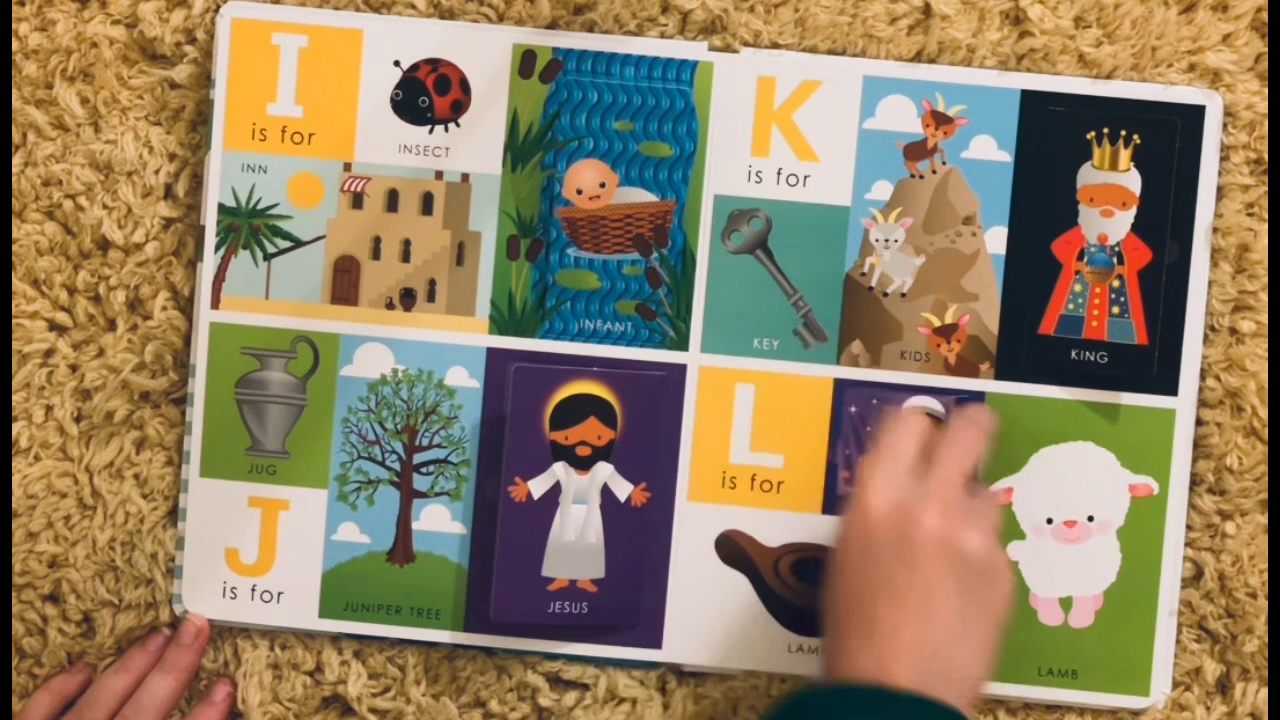 I
is for
INSECT
INN
INFANT
JUG
JUNIPER TREE
JESUS
J
is for
K
is for
KEY
KIDS
KING
L
is for
LAMB